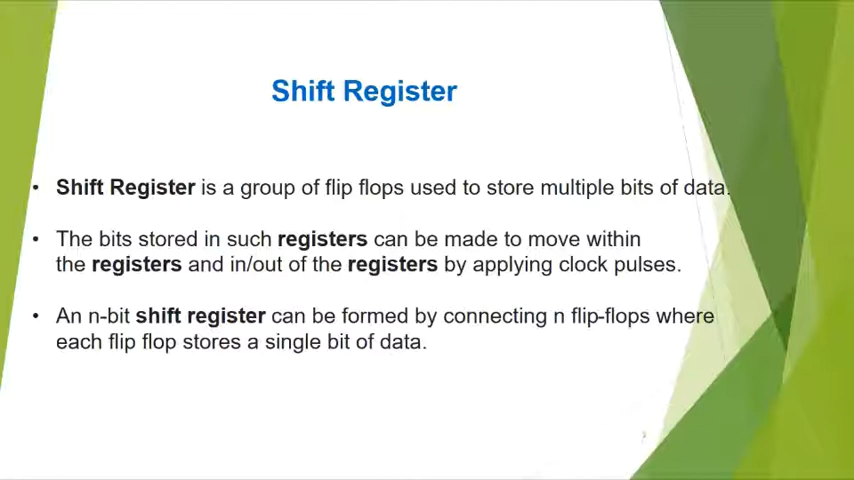 Shift Register
• Shift Register is a group of flip flops used to store multiple bits of data.
• The bits stored in such registers can be made to move within
the registers and in/out of the registers by applying clock pulses.
• An n-bit shift register can be formed by connecting n flip-flops where
each flip flop stores a single bit of data.